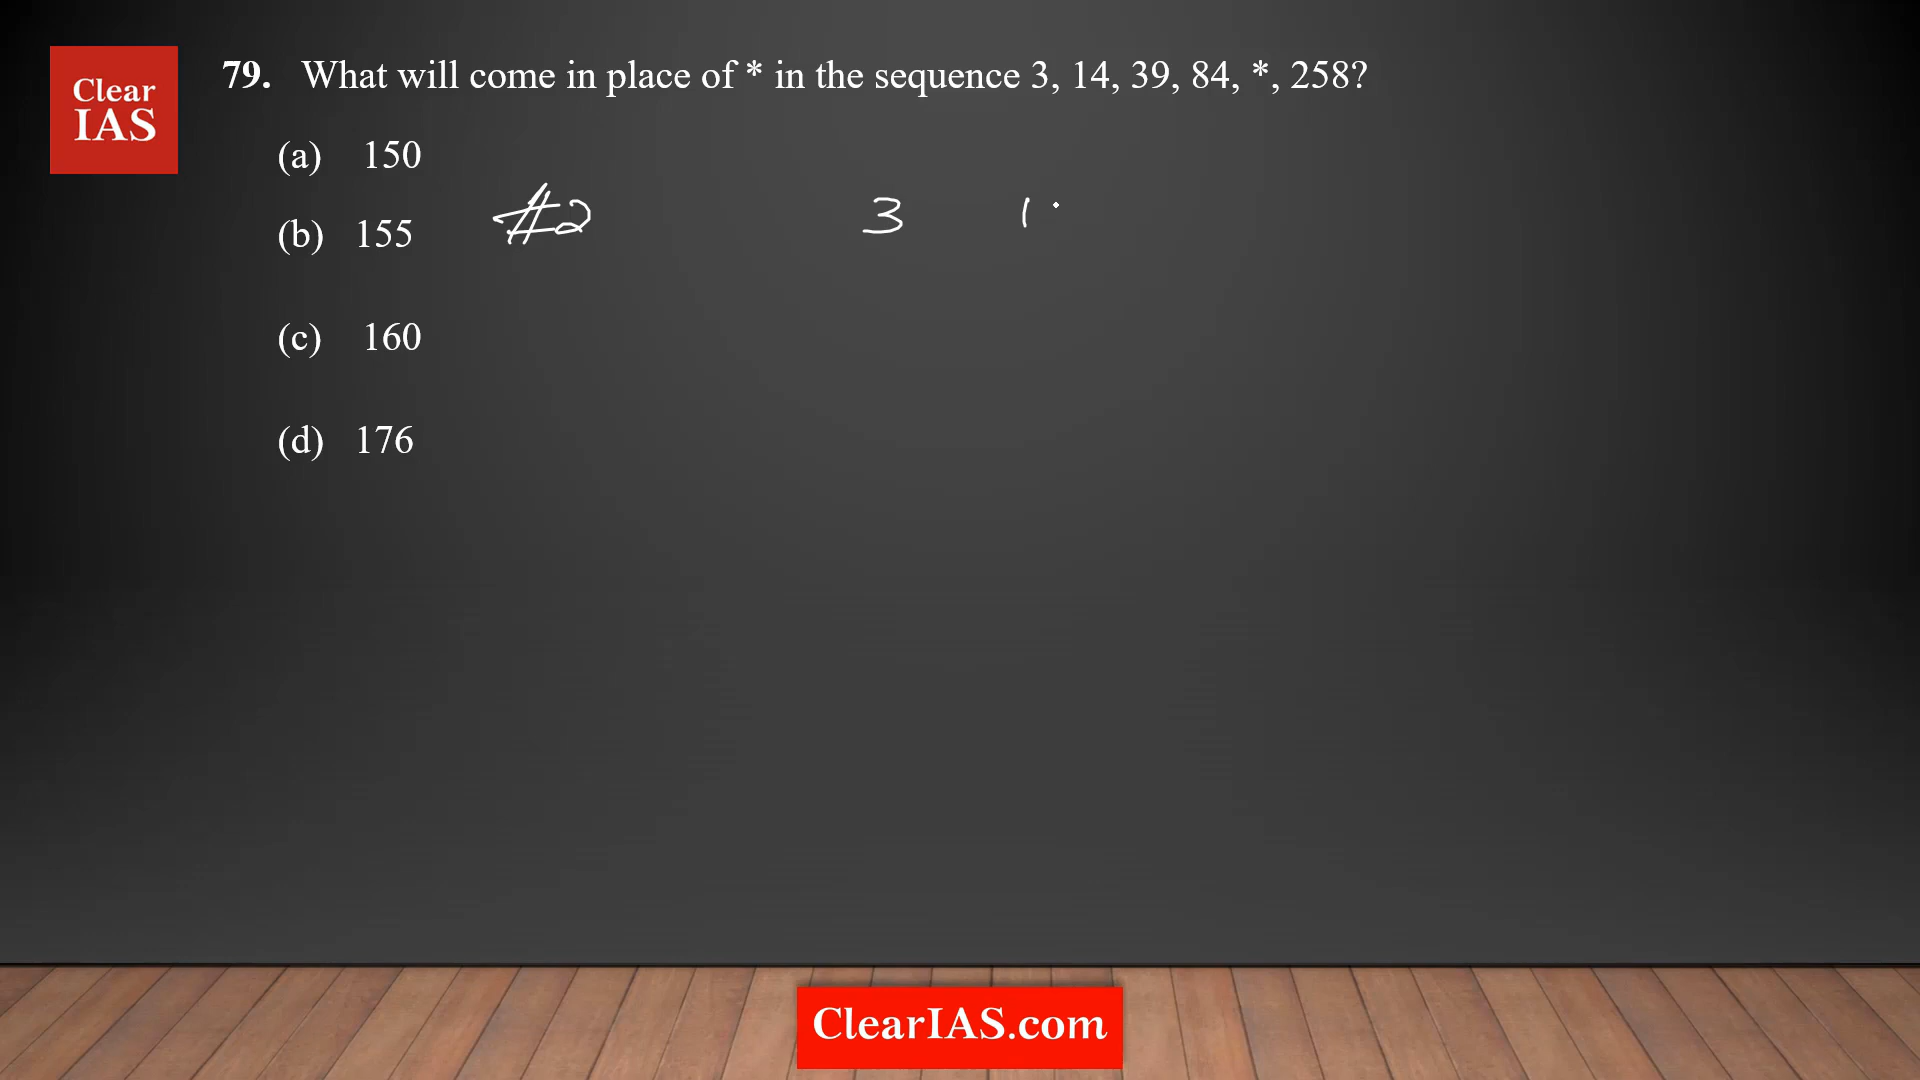 Clear
IAS
79. What will come in place of * in the sequence 3, 14, 39, 84, *, 258?
(a) 150
(b) 155
#2
3 1
(c) 160
(d) 176
ClearIAS.com